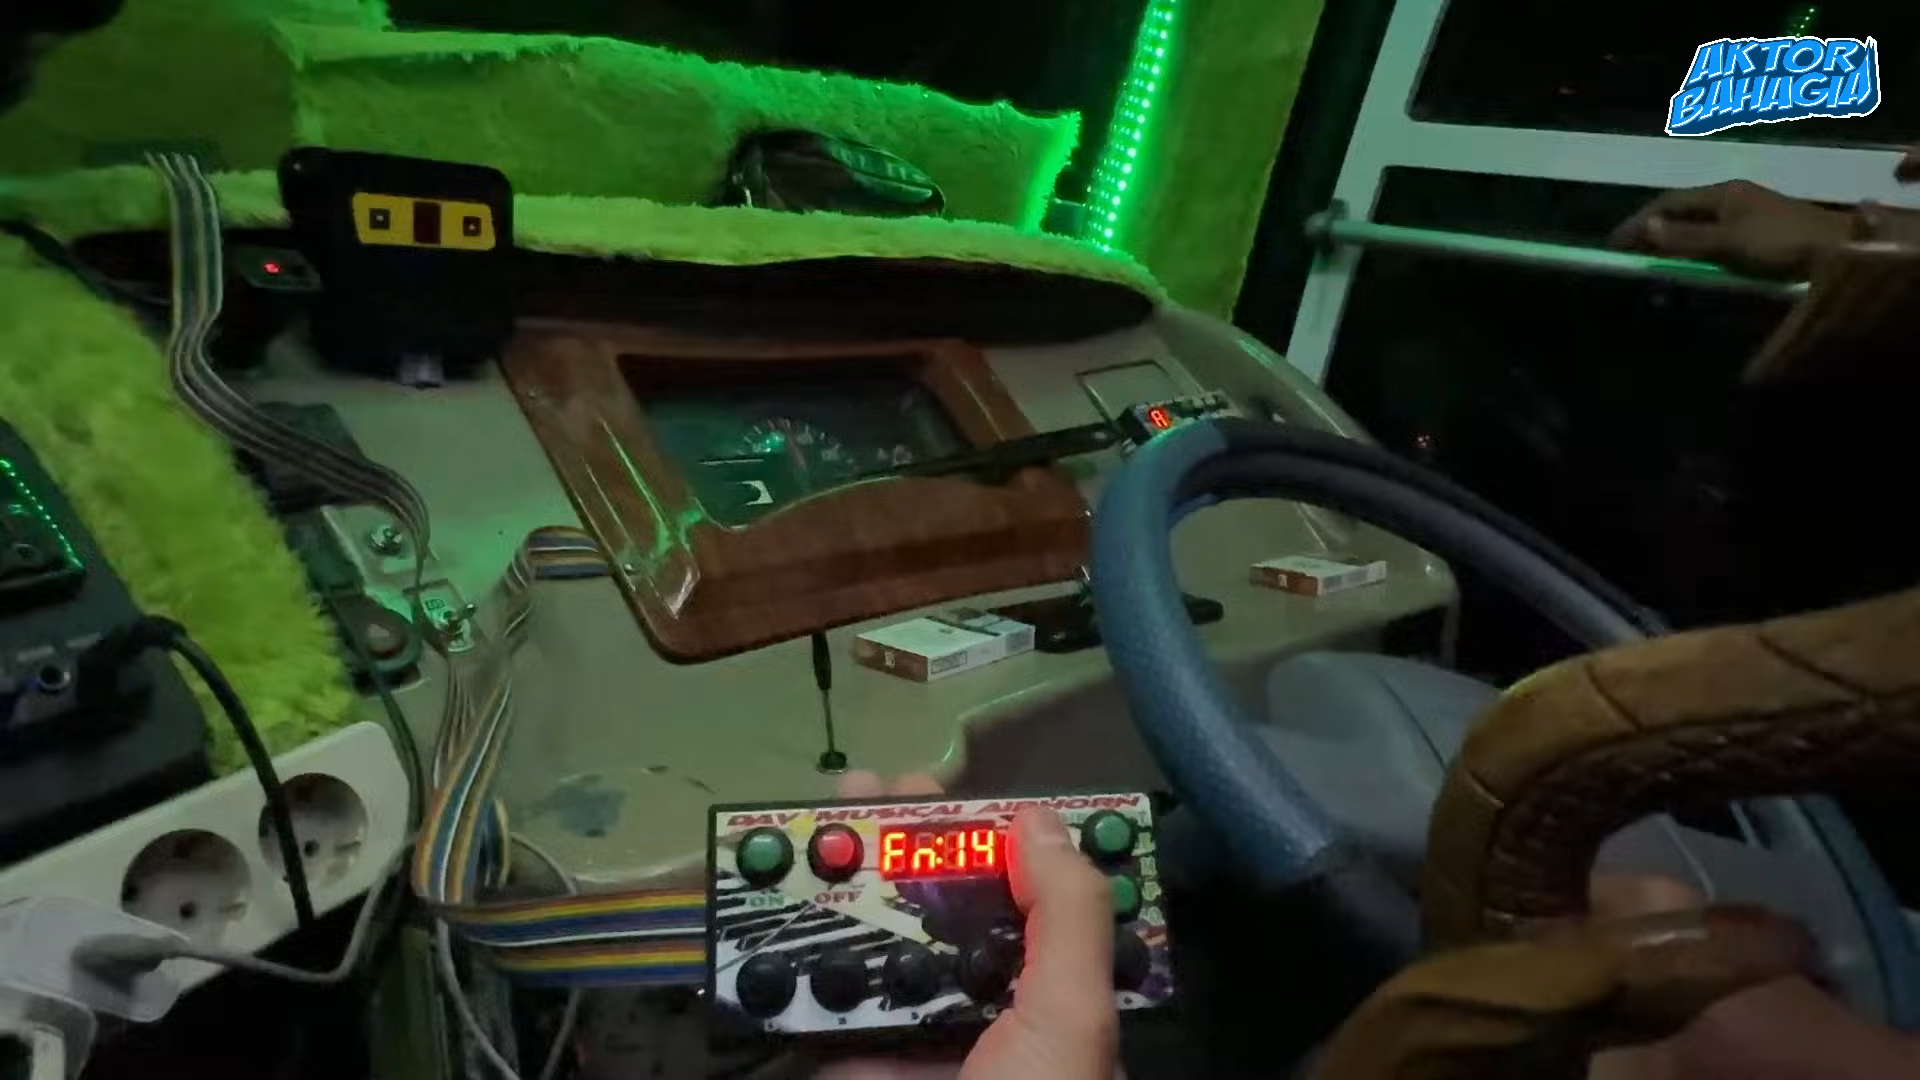 AKTOR
BAHAGIA
DAV MUSICAL AIRHORN
Fn:14
ON
OFF